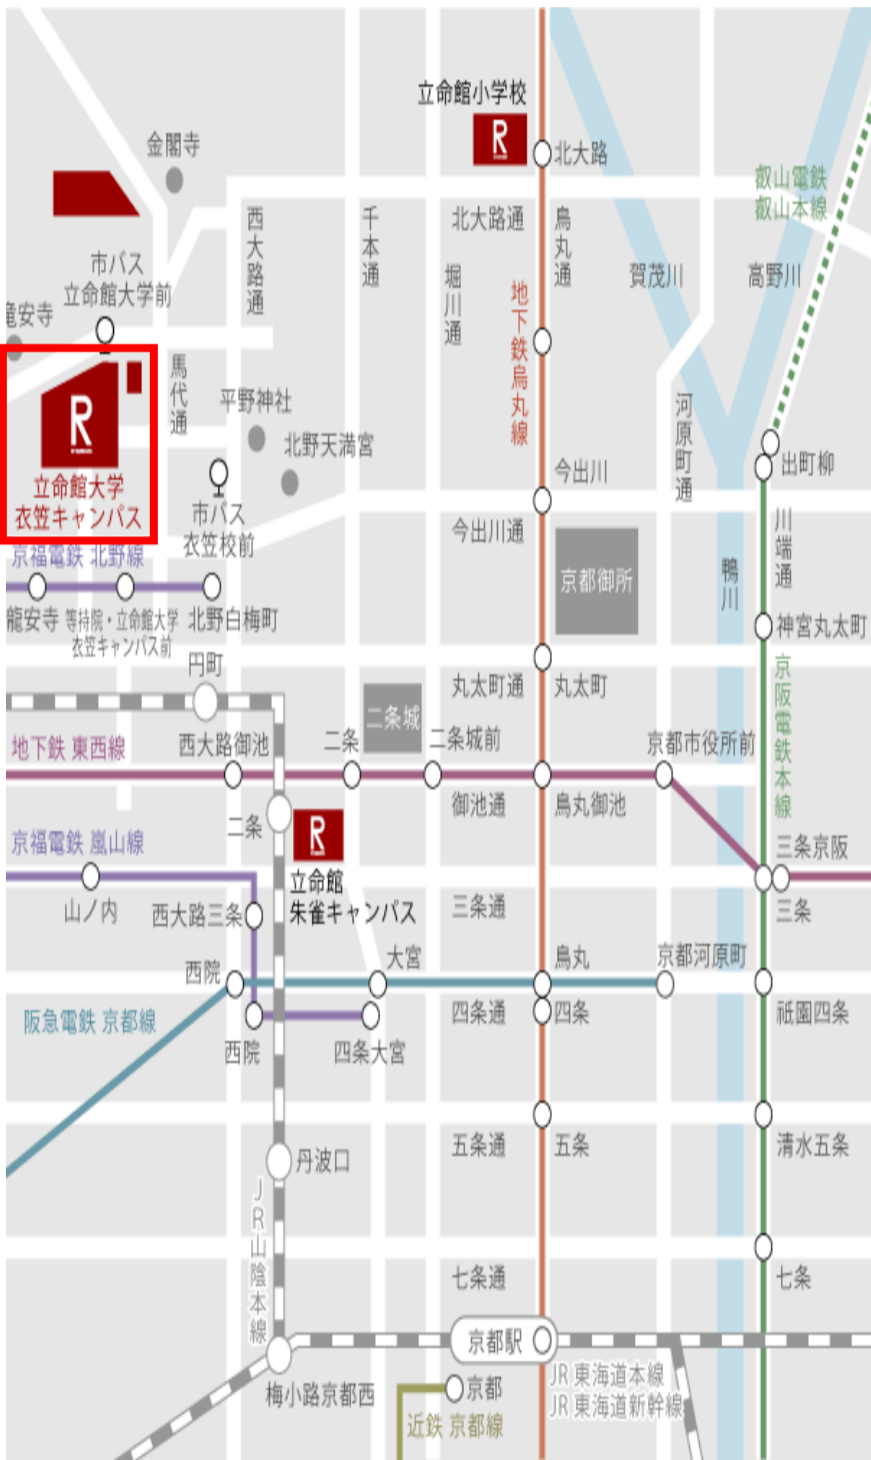 立命館小学校
R
金閣寺
北大路
叡山電鉄
叡山本線
西大路通
千本通
北大路通
烏丸通
市バス
立命館大学前
堀川通
賀茂川
高野川
地下鉄烏丸線
竜安寺
馬代通
平野神社
河原町通
R
北野天満宮
立命館大学
衣笠キャンパス
市バス
衣笠校前
今出川
出町柳
今出川通
川端通
京福電鉄 北野線
京都御所
鴨川
龍安寺
等持院・立命館大学
衣笠キャンパス前
北野白梅町
神宮丸太町
円町
丸太町通
丸太町
京阪電鉄本線
二条城
地下鉄 東西線
西大路御池
二条
二条城前
京都市役所前
御池通
烏丸御池
二条
R
京福電鉄 嵐山線
三条京阪
立命館
朱雀キャンパス
山ノ内
西大路三条
三条通
三条
西院
大宮
烏丸
京都河原町
阪急電鉄 京都線
四条通
四条
祇園四条
西院
四条大宮
五条通
五条
清水五条
丹波口
JR山陰本線
七条通
七条
京都駅
梅小路京都西
京都
JR 東海道本線
JR 東海道新幹線
近鉄 京都線